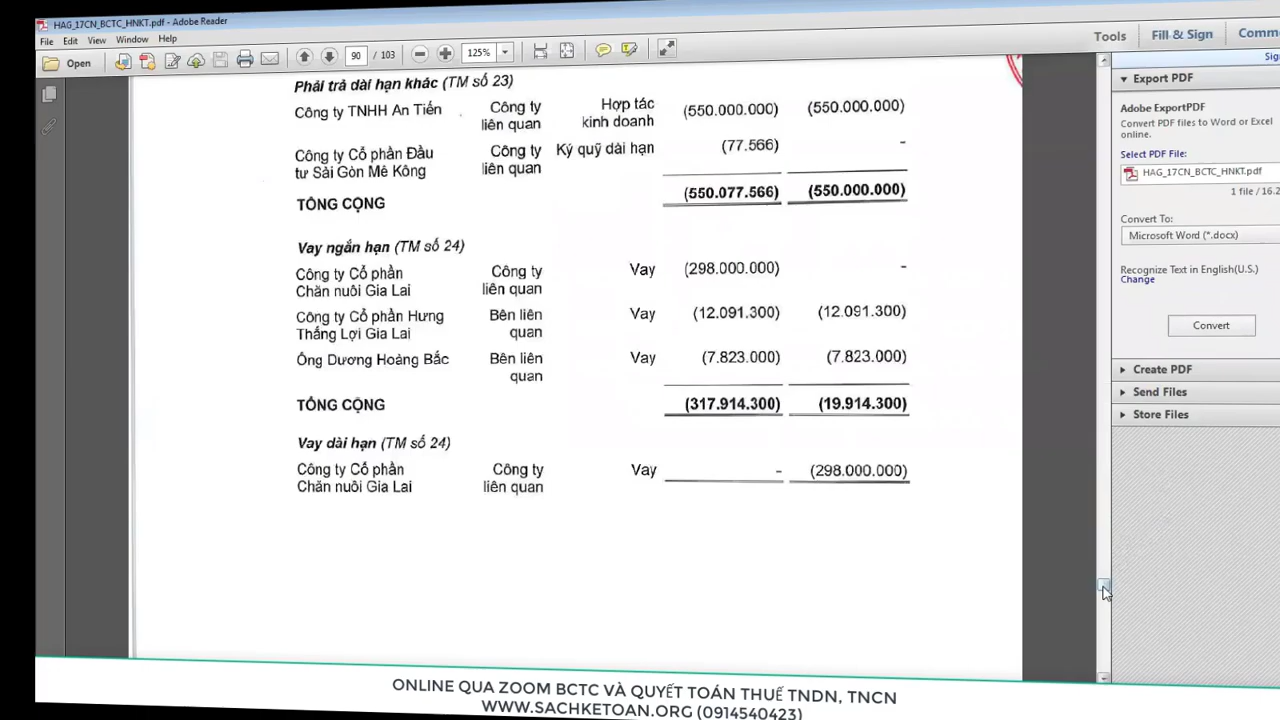 HAG_17CN_BCTC_HNKT.pdf - Adobe Reader
File Edit View Window Help
Open 90 / 103 125% Tools Fill & Sign
Phải trả dài hạn khác (TM số 23)
Công ty TNHH An Tiến Công ty liên quan Hợp tác kinh doanh (550.000.000) (550.000.000)
Công ty Cổ phần Đầu tư Sài Gòn Mê Kông Công ty liên quan Ký quỹ dài hạn (77.566) -
TỔNG CỘNG (550.077.566) (550.000.000)
Vay ngắn hạn (TM số 24)
Công ty Cổ phần Chăn nuôi Gia Lai Công ty liên quan Vay (298.000.000) -
Công ty Cổ phần Hưng Thắng Lợi Gia Lai Bên liên quan Vay (12.091.300) (12.091.300)
Ông Dương Hoàng Bắc Bên liên quan Vay (7.823.000) (7.823.000)
TỔNG CỘNG (317.914.300) (19.914.300)
Vay dài hạn (TM số 24)
Công ty Cổ phần Chăn nuôi Gia Lai Công ty liên quan Vay - (298.000.000)
Export PDF
Adobe ExportPDF
Convert PDF files to Word or Excel
online.
Select PDF File:
HAG_17CN_BCTC_HNKT.pdf
1 file / 16.2
Convert To:
Microsoft Word (*.docx)
Recognize Text in English(U.S.)
Change
Convert
Create PDF
Send Files
Store Files
ONLINE QUA ZOOM BCTC VÀ QUYẾT TOÁN THUẾ TNDN, TNCN
WWW.SACHKETOAN.ORG (0914540423)